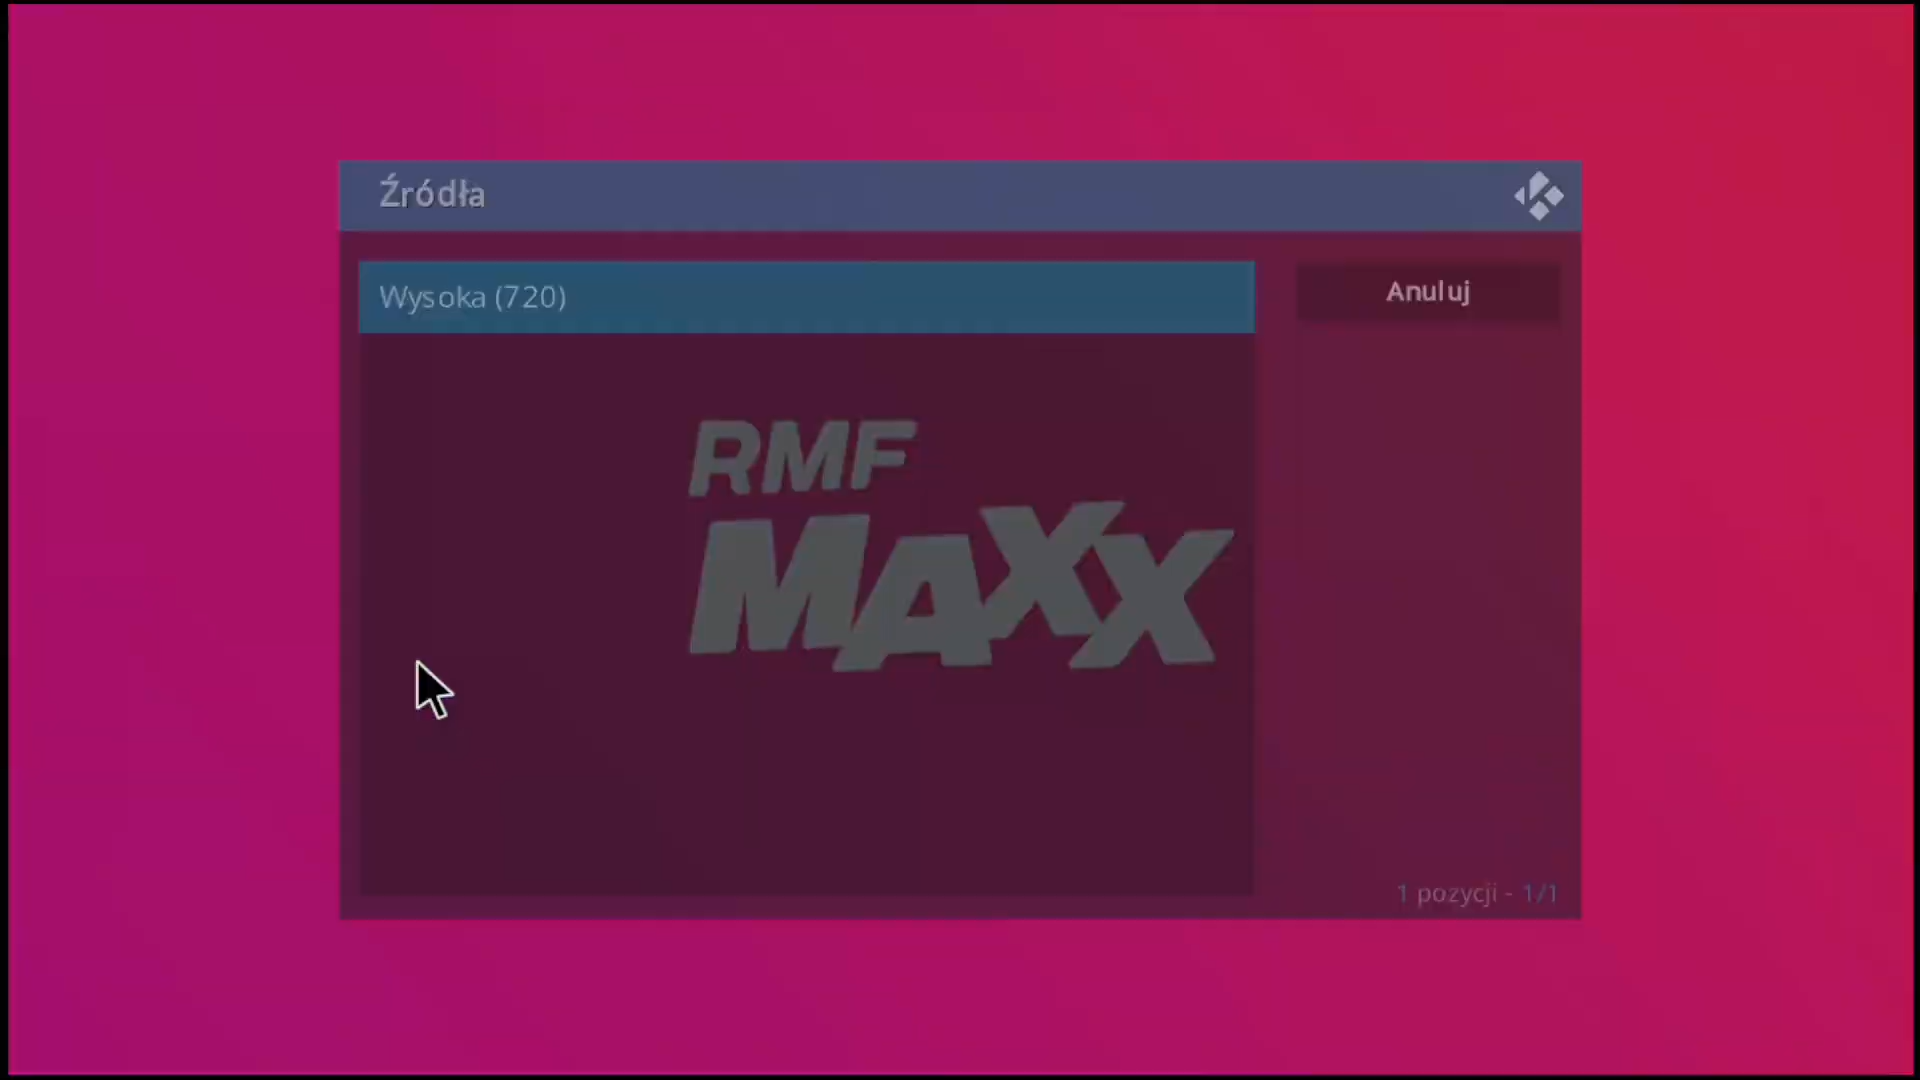 Źródła
Wysoka (720)
Anuluj
RMF
MAXX
1 pozycji - 1/1